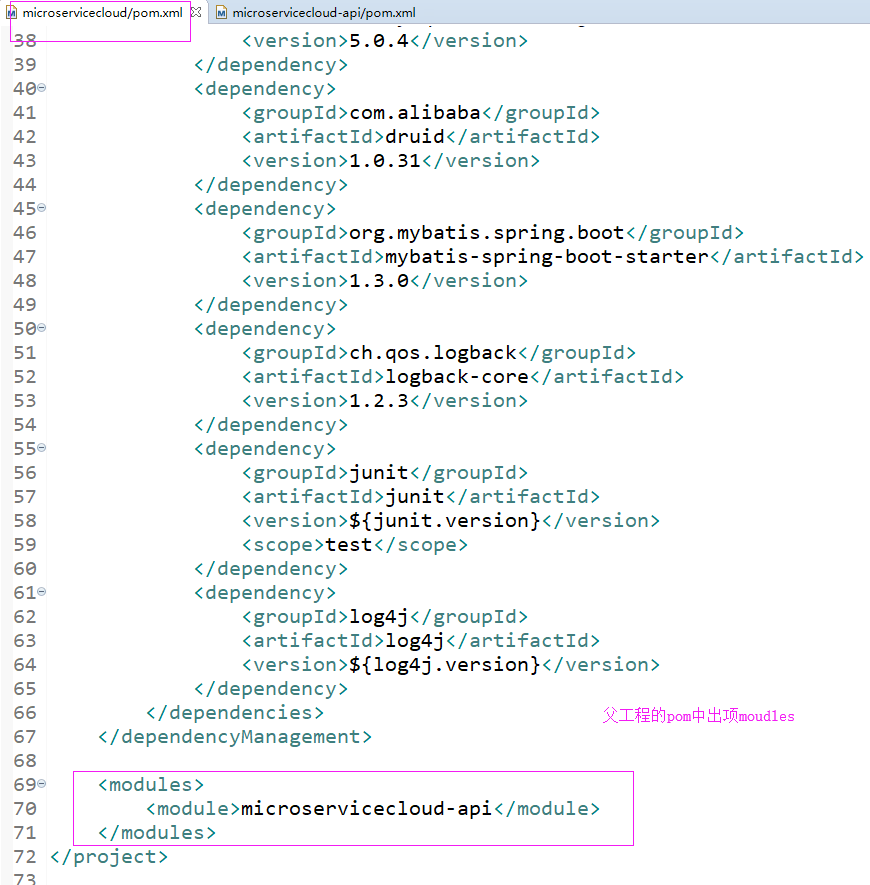 microservicecloud/pom.xml microservicecloud-api/pom.xml
38 <version>5.0.4</version>
39 </dependency>
40 <dependency>
41 <groupId>com.alibaba</groupId>
42 <artifactId>druid</artifactId>
43 <version>1.0.31</version>
44 </dependency>
45 <dependency>
46 <groupId>org.mybatis.spring.boot</groupId>
47 <artifactId>mybatis-spring-boot-starter</artifactId>
48 <version>1.3.0</version>
49 </dependency>
50 <dependency>
51 <groupId>ch.qos.logback</groupId>
52 <artifactId>logback-core</artifactId>
53 <version>1.2.3</version>
54 </dependency>
55 <dependency>
56 <groupId>junit</groupId>
57 <artifactId>junit</artifactId>
58 <version>${junit.version}</version>
59 <scope>test</scope>
60 </dependency>
61 <dependency>
62 <groupId>log4j</groupId>
63 <artifactId>log4j</artifactId>
64 <version>${log4j.version}</version>
65 </dependency>
66 </dependencies> 父工程的pom中出项moudles
67 </dependencyManagement>
68
69 <modules>
70 <module>microservicecloud-api</module>
71 </modules>
72 </project>
73